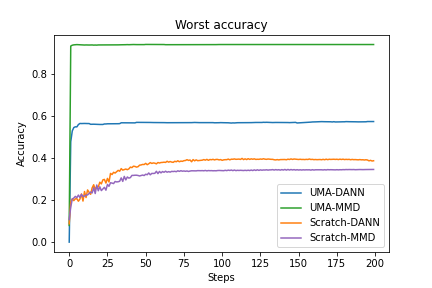 Worst accuracy
Accuracy
0.8
0.6
0.4
0.2
0.0
UMA-DANN
UMA-MMD
Scratch-DANN
Scratch-MMD
0 25 50 75 100 125 150 175 200
Steps